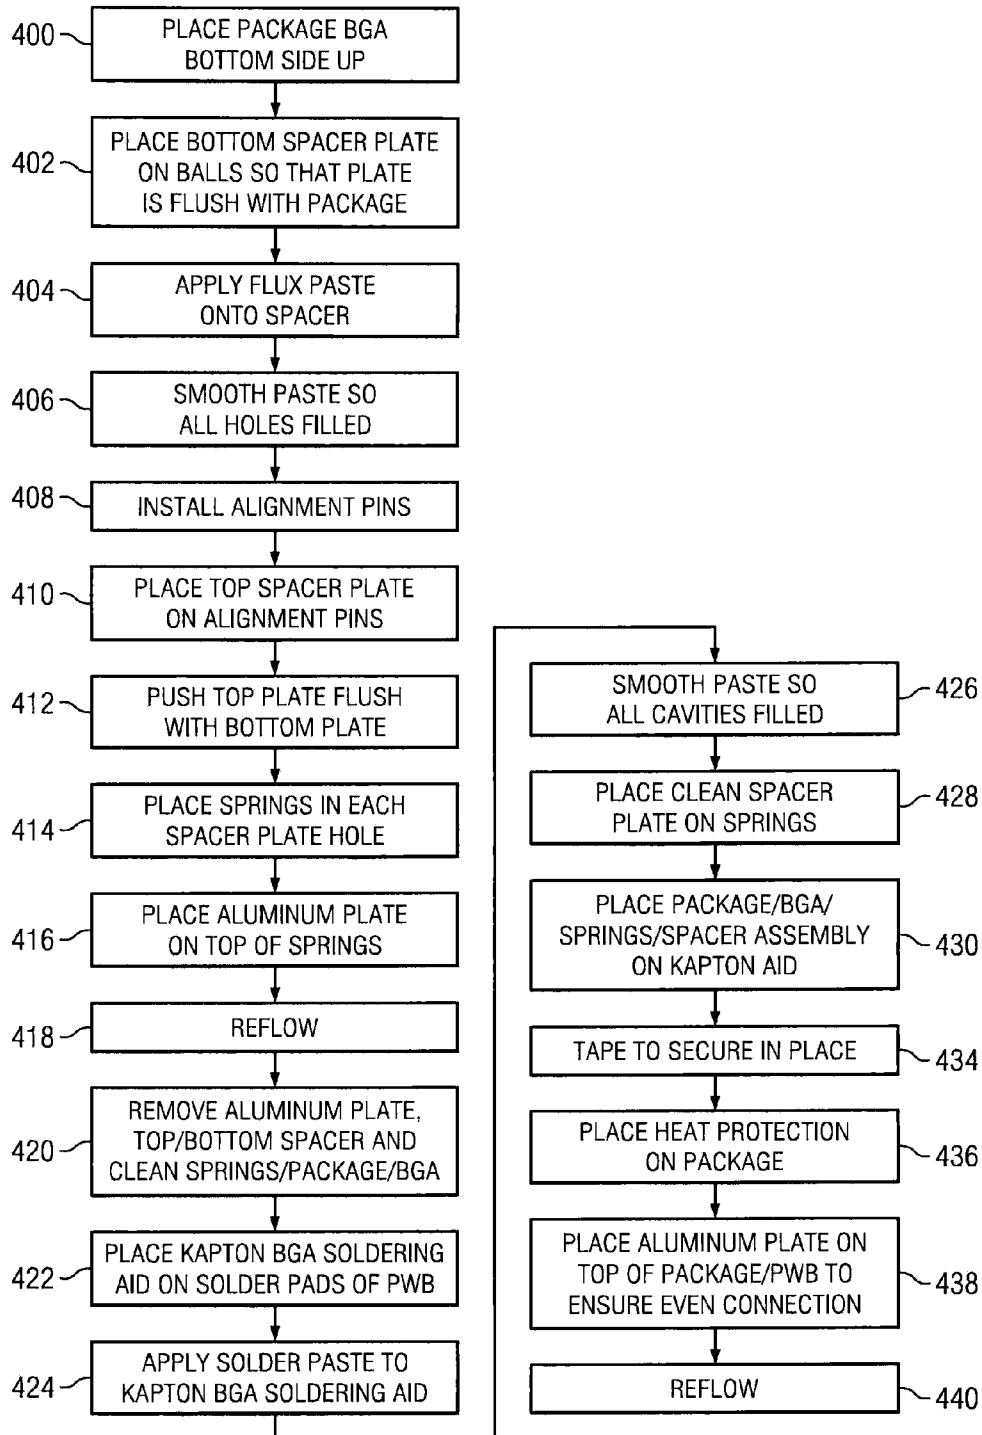 400
PLACE PACKAGE BGA
BOTTOM SIDE UP
402
PLACE BOTTOM SPACER PLATE
ON BALLS SO THAT PLATE
IS FLUSH WITH PACKAGE
404
APPLY FLUX PASTE
ONTO SPACER
406
SMOOTH PASTE SO
ALL HOLES FILLED
408
INSTALL ALIGNMENT PINS
410
PLACE TOP SPACER PLATE
ON ALIGNMENT PINS
412
PUSH TOP PLATE FLUSH
WITH BOTTOM PLATE
414
PLACE SPRINGS IN EACH
SPACER PLATE HOLE
416
PLACE ALUMINUM PLATE
ON TOP OF SPRINGS
418
REFLOW
420
REMOVE ALUMINUM PLATE,
TOP/BOTTOM SPACER AND
CLEAN SPRINGS/PACKAGE/BGA
422
PLACE KAPTON BGA SOLDERING
AID ON SOLDER PADS OF PWB
424
APPLY SOLDER PASTE TO
KAPTON BGA SOLDERING AID
SMOOTH PASTE SO
ALL CAVITIES FILLED
426
PLACE CLEAN SPACER
PLATE ON SPRINGS
428
PLACE PACKAGE/BGA/
SPRINGS/SPACER ASSEMBLY
ON KAPTON AID
430
TAPE TO SECURE IN PLACE
434
PLACE HEAT PROTECTION
ON PACKAGE
436
PLACE ALUMINUM PLATE ON
TOP OF PACKAGE/PWB TO
ENSURE EVEN CONNECTION
438
REFLOW
440